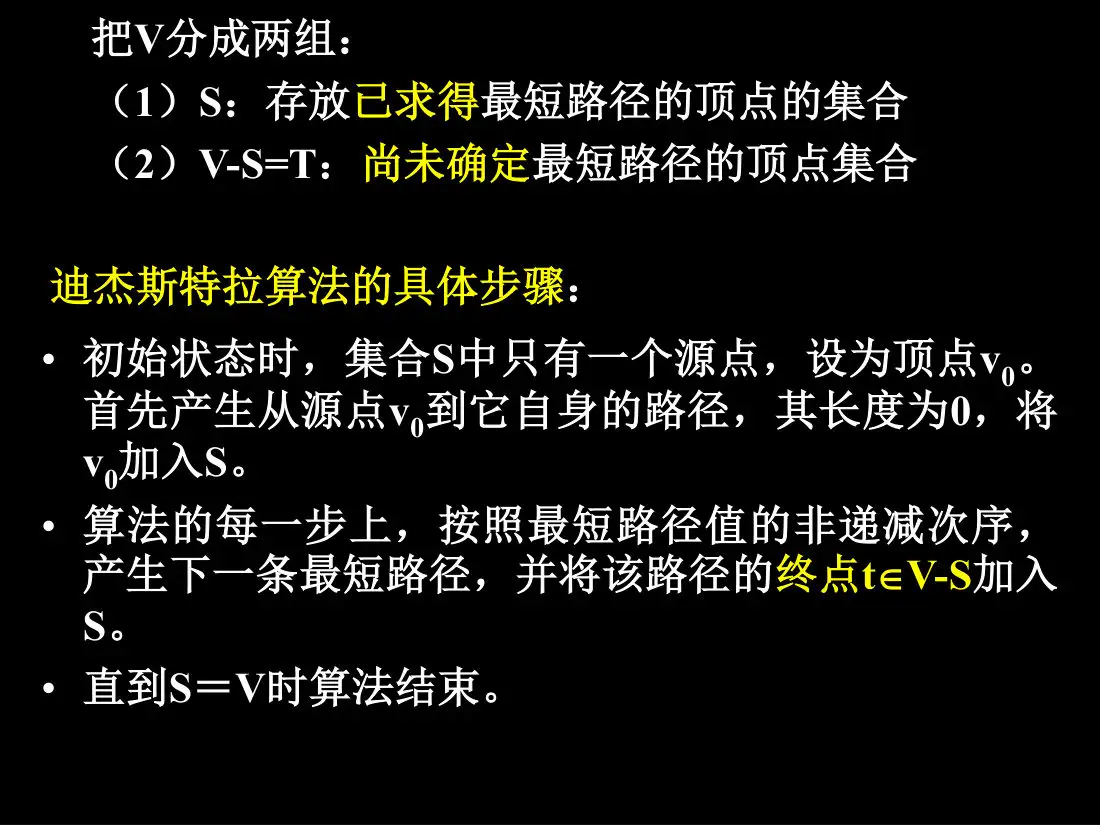 把V分成两组：
（1）S：存放已求得最短路径的顶点的集合
（2）V-S=T：尚未确定最短路径的顶点集合
迪杰斯特拉算法的具体步骤：
• 初始状态时，集合S中只有一个源点，设为顶点v₀。
首先产生从源点v₀到它自身的路径，其长度为0，将
v₀加入S。
• 算法的每一步上，按照最短路径值的非递减次序，
产生下一条最短路径，并将该路径的终点t∈V-S加入
S。
• 直到S＝V时算法结束。